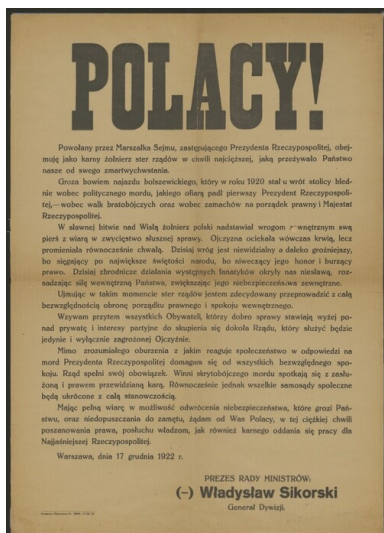 POLACY!
Powołany przez Marszałka Sejmu, zastępującego Prezydenta Rzeczypospolitej, obej-
muję jako karny żołnierz ster rządów w chwili najcięższej, jaką przeżywało Państwo
nasze od swego zmartwychwstania.
Groza bowiem najazdu bolszewickiego, który w roku 1920 stał u wrót stolicy bled-
nie wobec politycznego mordu, jakiego ofiarą padł pierwszy Prezydent Rzeczypospoli-
tej,—wobec walk bratobójczych oraz wobec zamachów na porządek prawny i Majestat
Rzeczypospolitej.
W sławnej bitwie nad Wisłą żołnierz polski nadstawiał wrogom zewnętrznym swą
pierś z wiarą w zwycięstwo słusznej sprawy. Ojczyzna ociekała wówczas krwią, lecz
promieniała równocześnie chwałą. Dzisiaj wróg jest niewidzialny a daleko groźniejszy,
bo sięgający po największe świętości narodu, bo niweczący jego honor i burzący
prawo. Dzisiaj zbrodnicze działania występnych fanatyków okryły nas niesławą, roz-
sadzając siłę wewnętrzną Państwa, zwiększając jego niebezpieczeństwa zewnętrzne.
Ujmując w takim momencie ster rządów jestem zdecydowany przeprowadzić z całą
bezwzględnością obronę porządku prawnego i spokoju wewnętrznego.
Wzywam przytem wszystkich Obywateli, którzy dobro sprawy stawiają wyżej po-
nad prywatę i interesy partyjne do skupienia się dokoła Rządu, który służyć będzie
jedynie i wyłącznie zagrożonej Ojczyźnie.
Mimo zrozumiałego oburzenia z jakim reaguje społeczeństwo w odpowiedzi na
mord Prezydenta Rzeczypospolitej domagam się od wszystkich bezwzględnego spo-
koju. Rząd spełni swój obowiązek. Winni skrytobójczego mordu spotkają się z zasłu-
żoną i prawem przewidzianą karą. Równocześnie jednak wszelkie samosądy społeczne
będą ukrócone z całą stanowczością.
Mając pełną wiarę w możliwość odwrócenia niebezpieczeństwa, które grozi Pań-
stwu, oraz niedopuszczania do zamętu, żądam od Was Polacy, w tej ciężkiej chwili
poszanowania prawa, posłuchu władzom, jak również karnego oddania się pracy dla
Najjaśniejszej Rzeczypospolitej.
Warszawa, dnia 17 grudnia 1922 r.
PREZES RADY MINISTRÓW:
(-) Władysław Sikorski
Generał Dywizji.